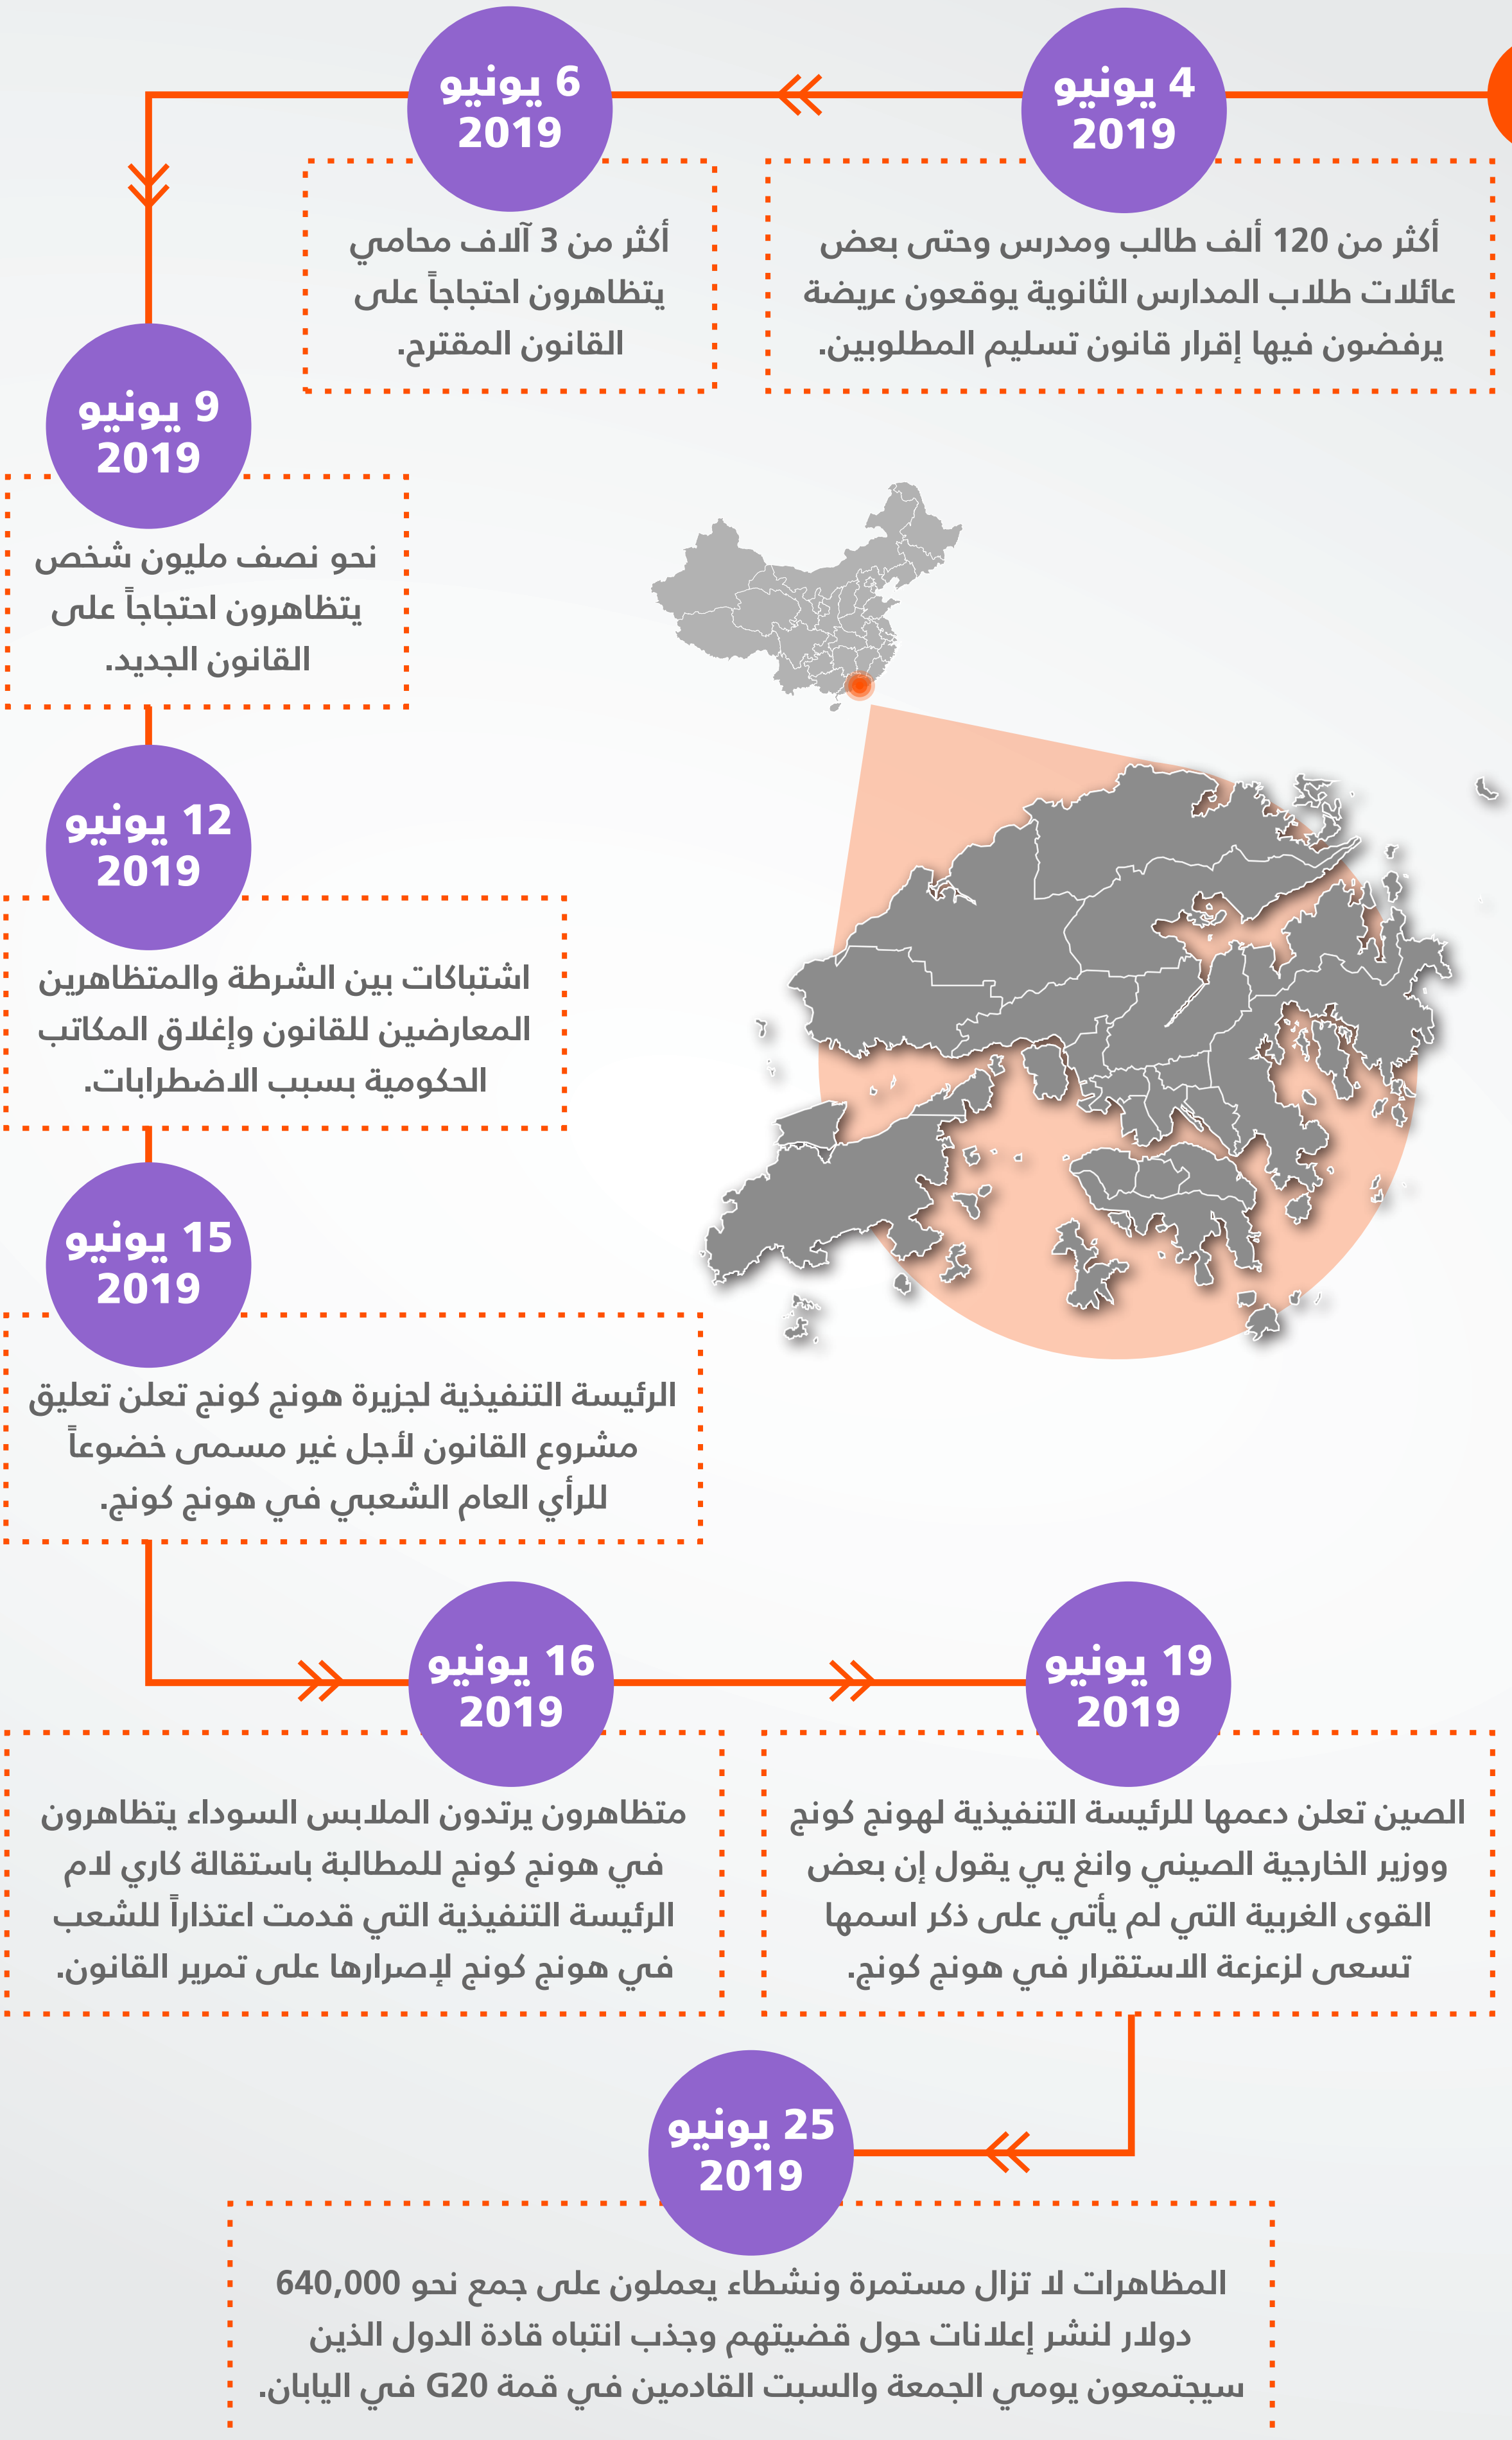 4 يونيو
2019
أكثر من 120 ألف طالب ومدرس وحتى بعض
عائلات طلاب المدارس الثانوية يوقعون عريضة
يرفضون فيها إقرار قانون تسليم المطلوبين.
6 يونيو
2019
أكثر من 3 آلاف محامي
يتظاهرون احتجاجاً على
القانون المقترح.
9 يونيو
2019
نحو نصف مليون شخص
يتظاهرون احتجاجاً على
القانون الجديد.
12 يونيو
2019
اشتباكات بين الشرطة والمتظاهرين
المعارضين للقانون وإغلاق المكاتب
الحكومية بسبب الاضطرابات.
15 يونيو
2019
الرئيسة التنفيذية لجزيرة هونج كونج تعلن تعليق
مشروع القانون لأجل غير مسمى خضوعاً
للرأي العام الشعبي في هونج كونج.
16 يونيو
2019
متظاهرون يرتدون الملابس السوداء يتظاهرون
في هونج كونج للمطالبة باستقالة كاري لام
الرئيسة التنفيذية التي قدمت اعتذاراً للشعب
في هونج كونج لإصرارها على تمرير القانون.
19 يونيو
2019
الصين تعلن دعمها للرئيسة التنفيذية لهونج كونج
ووزير الخارجية الصيني وانغ يي يقول إن بعض
القوى الغربية التي لم يأتي على ذكر اسمها
تسعى لزعزعة الاستقرار في هونج كونج.
25 يونيو
2019
المظاهرات لا تزال مستمرة ونشطاء يعملون على جمع نحو 640,000
دولار لنشر إعلانات حول قضيتهم وجذب انتباه قادة الدول الذين
سيجتمعون يومي الجمعة والسبت القادمين في قمة G20 في اليابان.